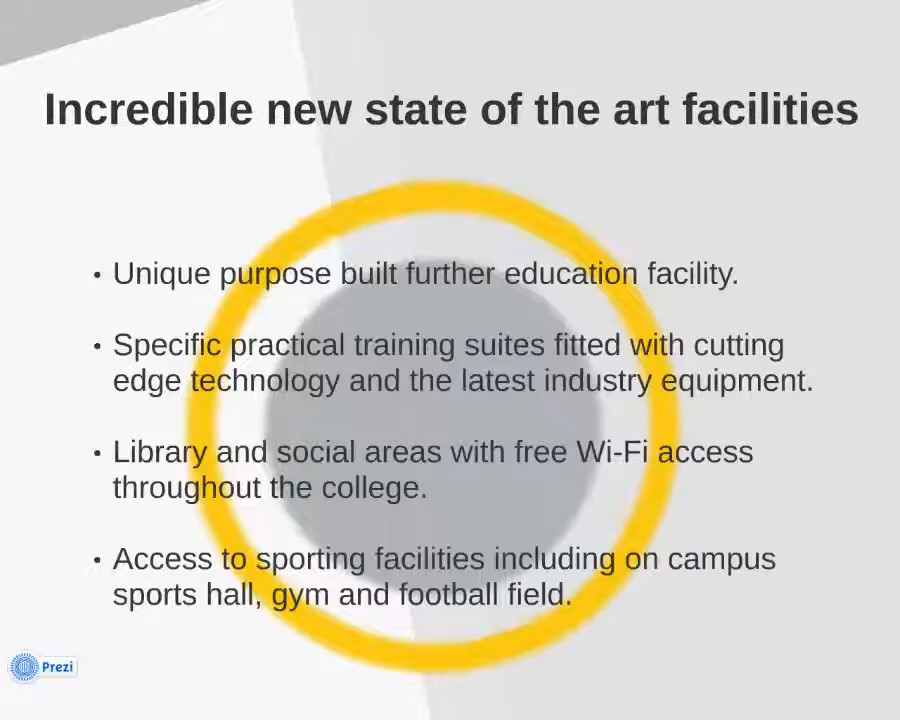 Incredible new state of the art facilities
• Unique purpose built further education facility.
• Specific practical training suites fitted with cutting
edge technology and the latest industry equipment.
• Library and social areas with free Wi-Fi access
throughout the college.
• Access to sporting facilities including on campus
sports hall, gym and football field.
Prezi